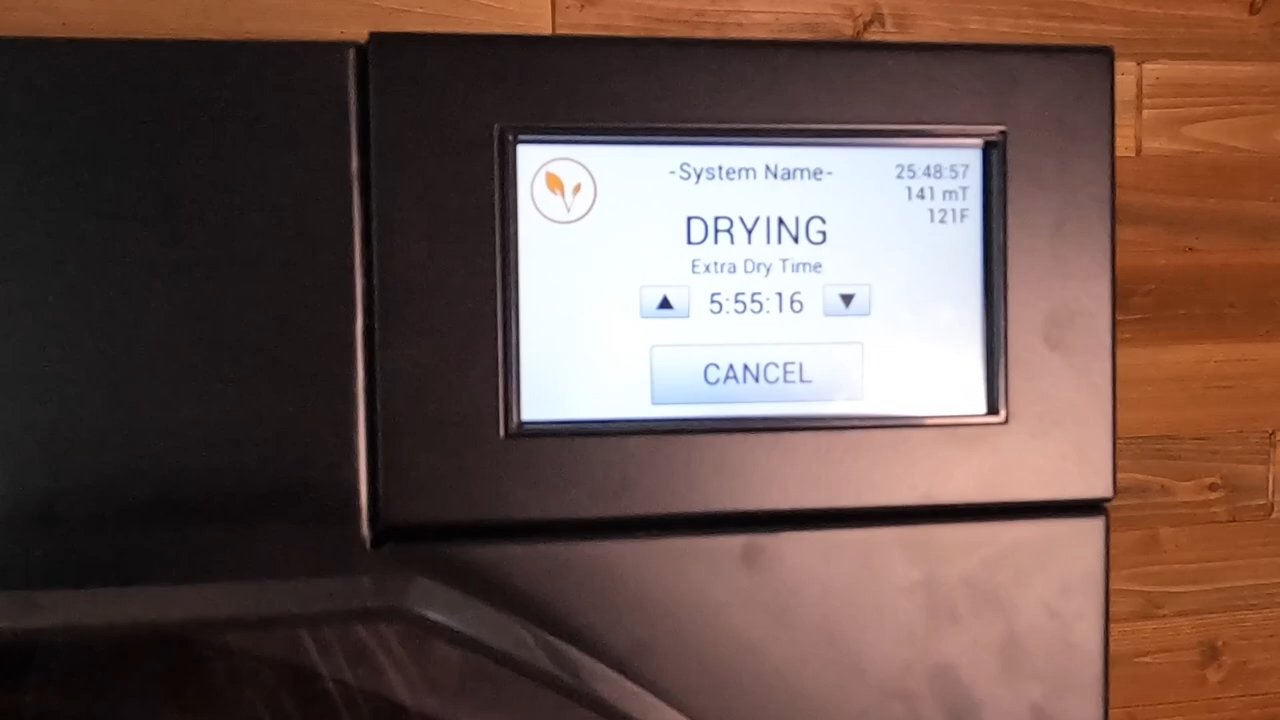 -System Name-
25:48:57
141 mT
121F
DRYING
Extra Dry Time
▲ 5:55:16 ▼
CANCEL